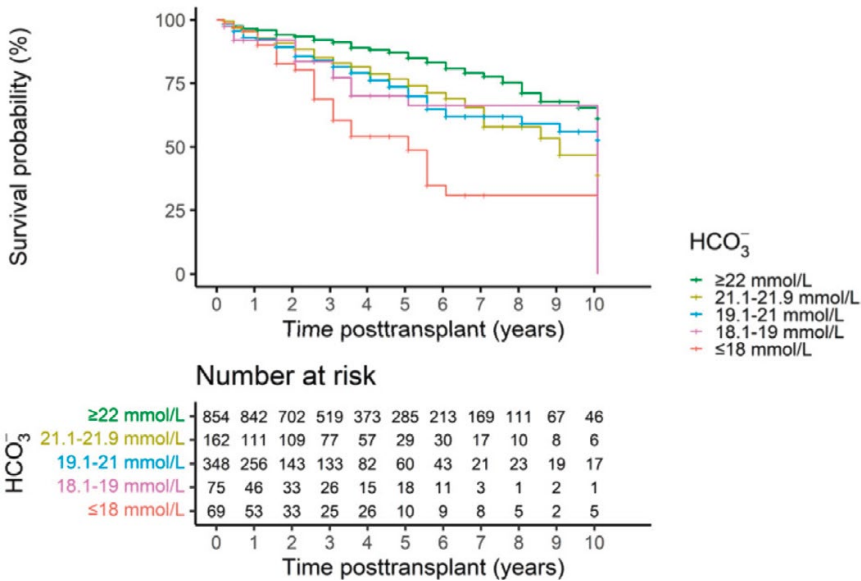 Survival probability (%)
100
75
50
25
0
0 1 2 3 4 5 6 7 8 9 10
Time posttransplant (years)
HCO₃⁻
≥22 mmol/L
21.1-21.9 mmol/L
19.1-21 mmol/L
18.1-19 mmol/L
≤18 mmol/L
Number at risk
HCO₃⁻
≥22 mmol/L 854 842 702 519 373 285 213 169 111 67 46
21.1-21.9 mmol/L 162 111 109 77 57 29 30 17 10 8 6
19.1-21 mmol/L 348 256 143 133 82 60 43 21 23 19 17
18.1-19 mmol/L 75 46 33 26 15 18 11 3 1 2 1
≤18 mmol/L 69 53 33 25 26 10 9 8 5 2 5
0 1 2 3 4 5 6 7 8 9 10
Time posttransplant (years)